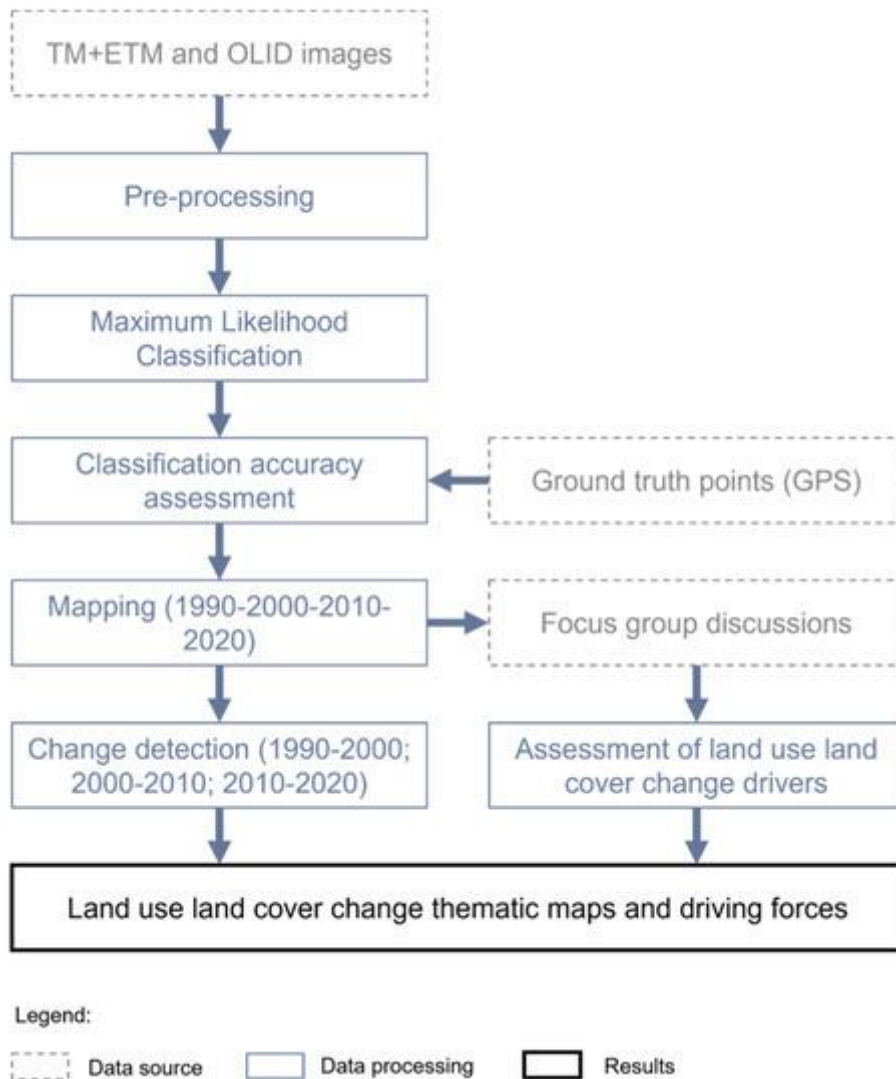 TM+ETM and OLID images
Pre-processing
Maximum Likelihood
Classification
Classification accuracy
assessment
Ground truth points (GPS)
Mapping (1990-2000-2010-
2020)
Focus group discussions
Change detection (1990-2000;
2000-2010; 2010-2020)
Assessment of land use land
cover change drivers
Land use land cover change thematic maps and driving forces
Legend:
Data source
Data processing
Results